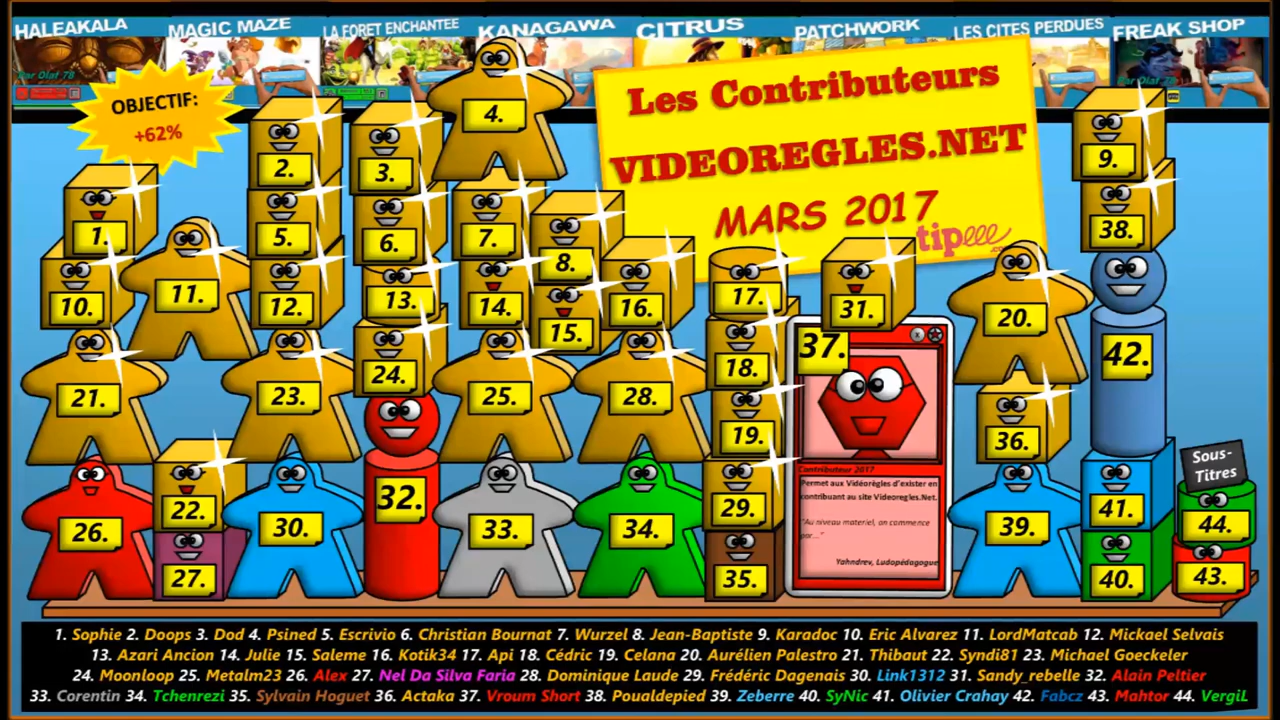 HALEAKALA MAGIC MAZE LA FORET ENCHANTEE KANAGAWA CITRUS PATCHWORK LES CITES PERDUES FREAK SHOP
Par Olaf 78
Par Olaf 78
OBJECTIF:
+62%
Les Contributeurs
VIDEOREGLES.NET
MARS 2017
tipeee
4.
2. 3. 9.
1. 5. 6. 7. 8. 38.
10. 11. 12. 13. 14. 15. 16. 17. 31. 20.
37. 42.
21. 23. 24. 25. 28. 18. 19. 36.
Sous-
Titres
26. 22. 30. 32. 33. 34. 29. 39. 41. 44.
27. 35. 40. 43.
Contributeur 2017
Permet aux Vidéorègles d'exister en
contribuant au site Videoregles.Net.
"Au niveau materiel, on commence
par..."
Yahndrev, Ludopédagogue
1. Sophie 2. Doops 3. Dod 4. Psined 5. Escrivio 6. Christian Bournat 7. Wurzel 8. Jean-Baptiste 9. Karadoc 10. Eric Alvarez 11. LordMatcab 12. Mickael Selvais
13. Azari Ancion 14. Julie 15. Saleme 16. Kotik34 17. Api 18. Cédric 19. Celana 20. Aurélien Palestro 21. Thibaut 22. Syndi81 23. Michael Goeckeler
24. Moonloop 25. Metalm23 26. Alex 27. Nel Da Silva Faria 28. Dominique Laude 29. Frédéric Dagenais 30. Link1312 31. Sandy_rebelle 32. Alain Peltier
33. Corentin 34. Tchenrezi 35. Sylvain Hoguet 36. Actaka 37. Vroum Short 38. Poualdepied 39. Zeberre 40. SyNic 41. Olivier Crahay 42. Fabcz 43. Mahtor 44. VergiL